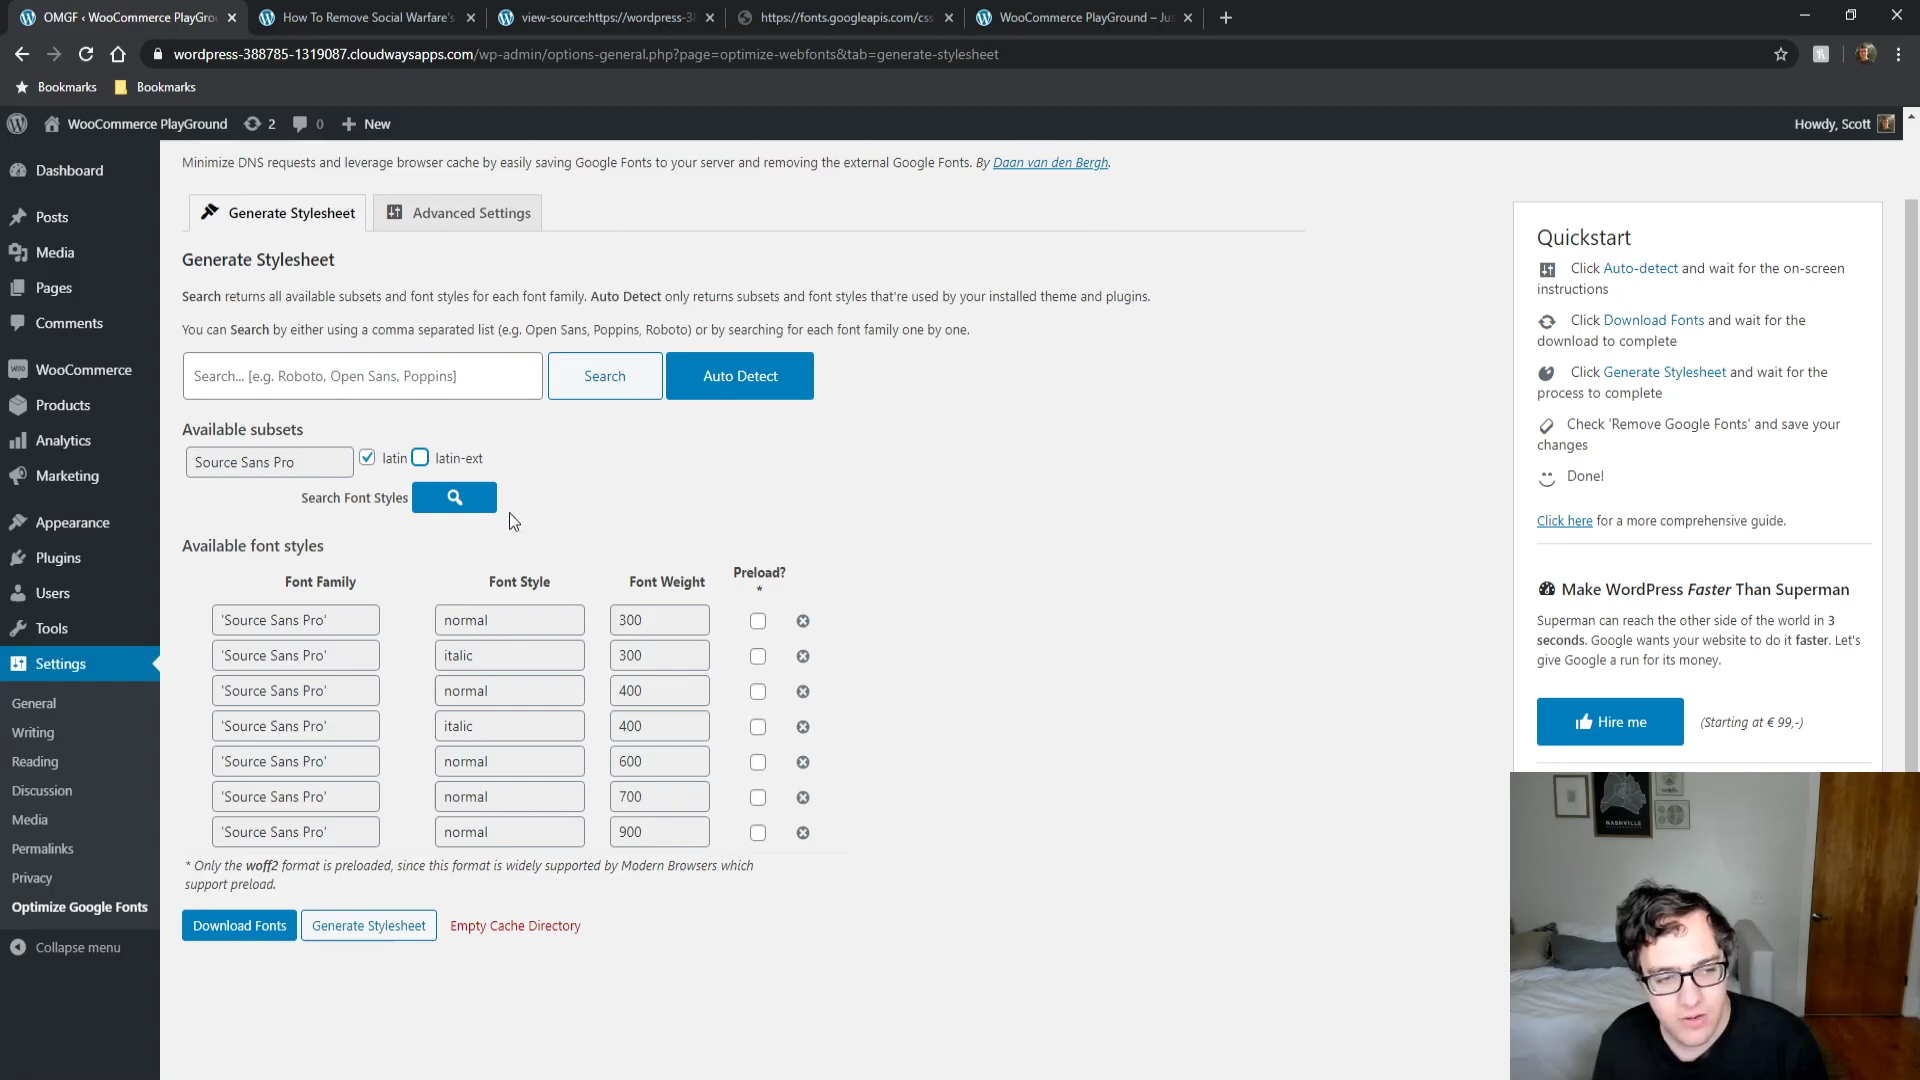 OMGF ‹ WooCommerce PlayGrou
How To Remove Social Warfare's
view-source:https://wordpress-38
https://fonts.googleapis.com/css
WooCommerce PlayGround – Jus
wordpress-388785-1319087.cloudwaysapps.com/wp-admin/options-general.php?page=optimize-webfonts&tab=generate-stylesheet
Bookmarks
Bookmarks
WooCommerce PlayGround
2
0
New
Howdy, Scott
Dashboard
Posts
Media
Pages
Comments
WooCommerce
Products
Analytics
Marketing
Appearance
Plugins
Users
Tools
Settings
General
Writing
Reading
Discussion
Media
Permalinks
Privacy
Optimize Google Fonts
Collapse menu
Minimize DNS requests and leverage browser cache by easily saving Google Fonts to your server and removing the external Google Fonts. By Daan van den Bergh.
Generate Stylesheet
Advanced Settings
Generate Stylesheet
Search returns all available subsets and font styles for each font family. Auto Detect only returns subsets and font styles that're used by your installed theme and plugins.
You can Search by either using a comma separated list (e.g. Open Sans, Poppins, Roboto) or by searching for each font family one by one.
Search... [e.g. Roboto, Open Sans, Poppins]
Search
Auto Detect
Available subsets
Source Sans Pro
latin
latin-ext
Search Font Styles
Available font styles
Font Family Font Style Font Weight Preload? *
'Source Sans Pro' normal 300
'Source Sans Pro' italic 300
'Source Sans Pro' normal 400
'Source Sans Pro' italic 400
'Source Sans Pro' normal 600
'Source Sans Pro' normal 700
'Source Sans Pro' normal 900
* Only the woff2 format is preloaded, since this format is widely supported by Modern Browsers which
support preload.
Download Fonts
Generate Stylesheet
Empty Cache Directory
Quickstart
Click Auto-detect and wait for the on-screen
instructions
Click Download Fonts and wait for the
download to complete
Click Generate Stylesheet and wait for the
process to complete
Check 'Remove Google Fonts' and save your
changes
Done!
Click here for a more comprehensive guide.
Make WordPress Faster Than Superman
Superman can reach the other side of the world in 3
seconds. Google wants your website to do it faster. Let's
give Google a run for its money.
Hire me
(Starting at € 99,-)
NASHVILLE